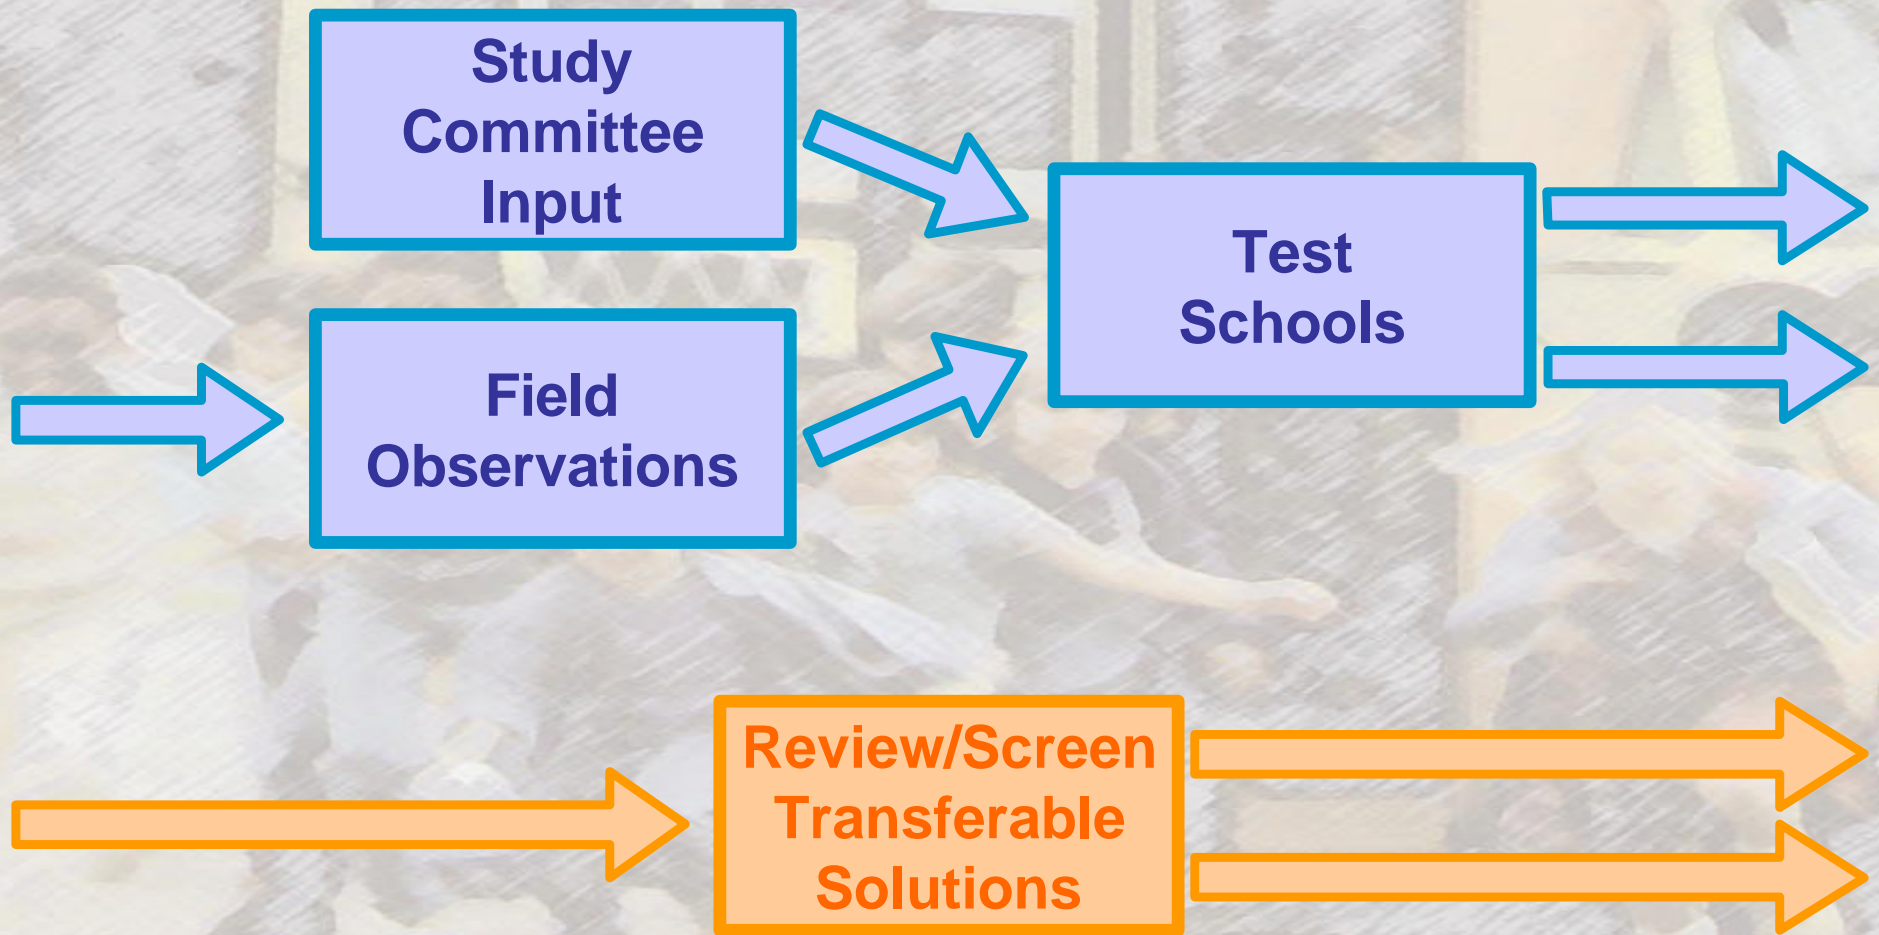 Study
Committee
Input
Test
Schools
Field
Observations
Review/Screen
Transferable
Solutions